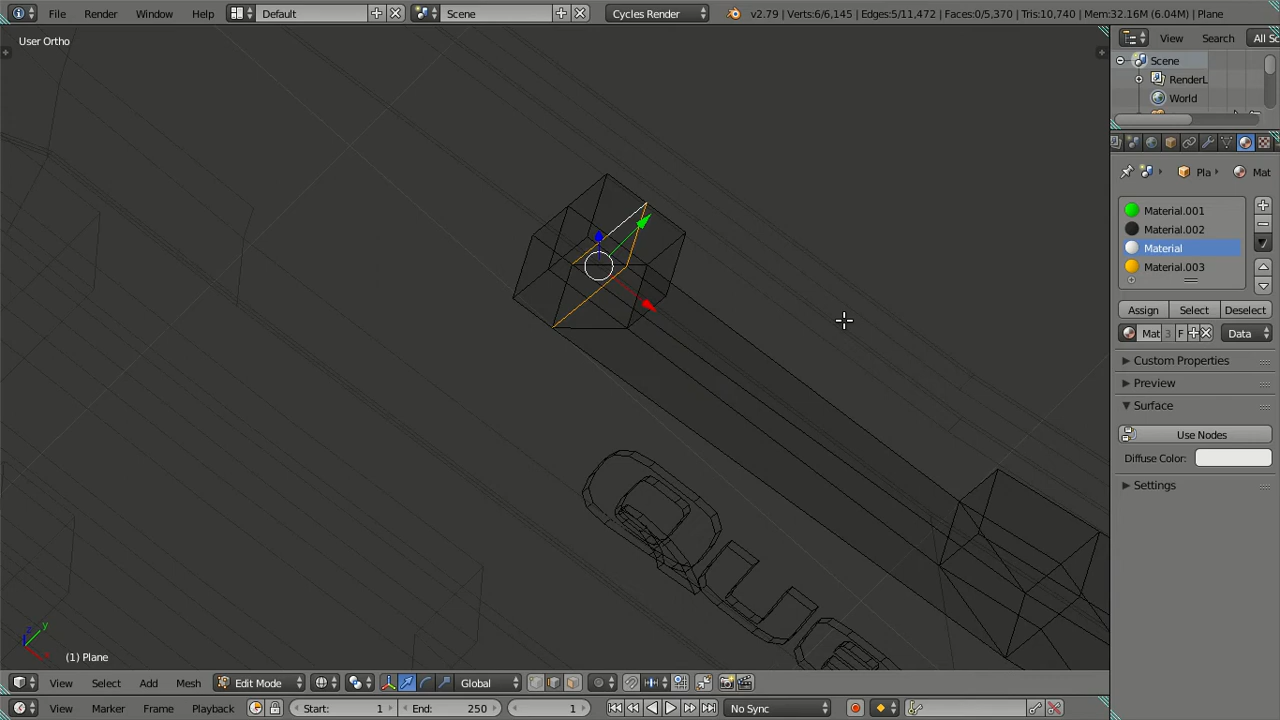 File Render Window Help Default Scene Cycles Render v2.79 | Verts:6/6,145 | Edges:5/11,472 | Faces:0/5,370 | Tris:10,740 | Mem:32.16M (6.04M) | Plane
User Ortho
View Search All Sc
Scene
RenderL
World
Pla Mat
Material.001
Material.002
Material
Material.003
Assign Select Deselect
Mat 3 F Data
Custom Properties
Preview
Surface
Use Nodes
Diffuse Color:
Settings
z y x
(1) Plane
View Select Add Mesh Edit Mode Global
View Marker Frame Playback Start: 1 End: 250 1 No Sync